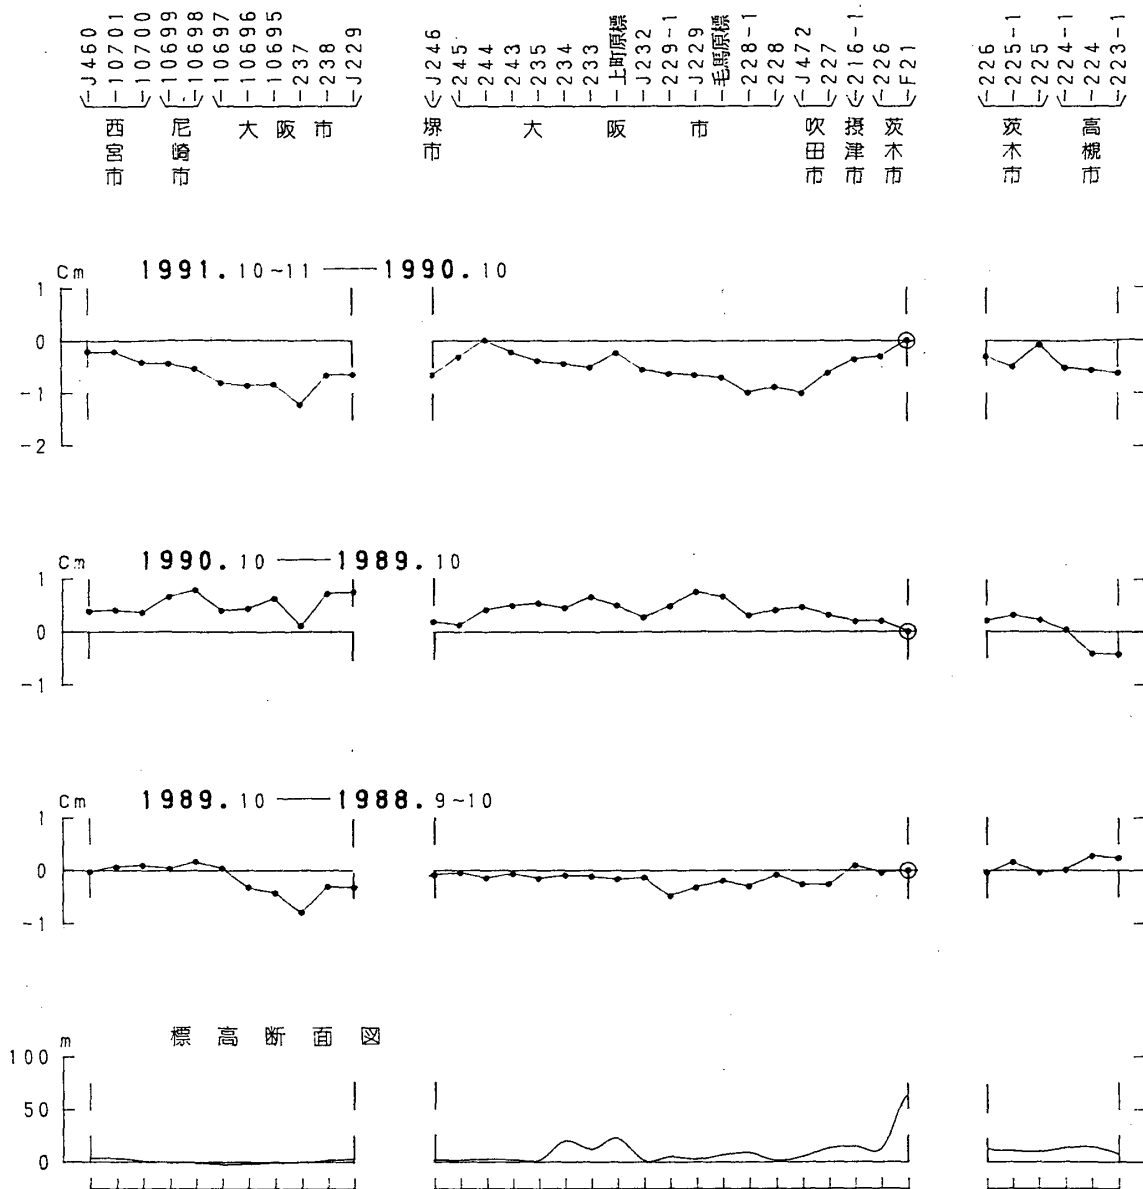 J460
10701
10700
10699
10698
10697
10696
10695
237
238
J229
西宮市
尼崎市
大阪市
J246
245
244
243
235
234
233
上町原標
J232
229-1
J229
毛馬原標
228-1
228
J472
227
216-1
226
F21
堺市
大阪市
吹田市
摂津市
茨木市
226
225-1
225
224-1
224
223-1
茨木市
高槻市
Cm 1991.10~11 — 1990.10
1
0
-1
-2
Cm 1990.10 — 1989.10
1
0
-1
Cm 1989.10 — 1988.9~10
1
0
-1
m 標高断面図
100
50
0